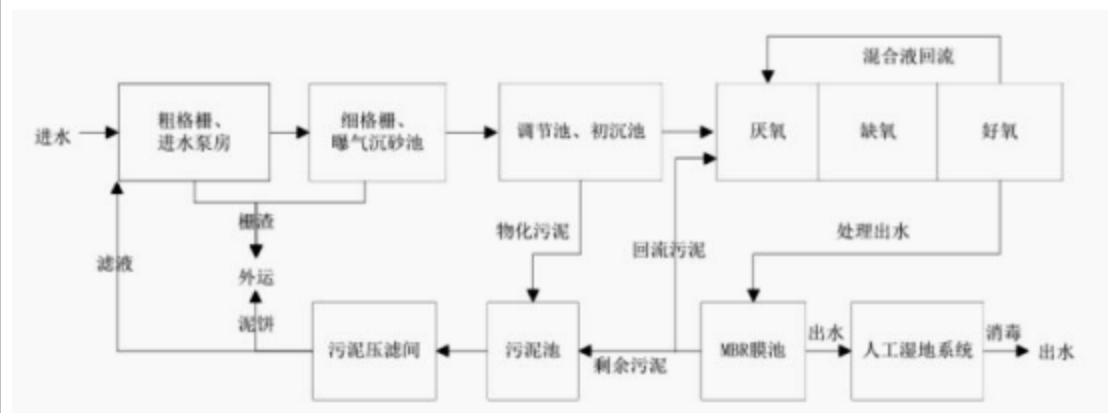 混合液回流
进水
粗格栅、
进水泵房
细格栅、
曝气沉砂池
调节池、初沉池
厌氧
缺氧
好氧
栅渣
物化污泥
回流污泥
处理出水
滤液
外运
泥饼
污泥压滤间
污泥池
剩余污泥
MBR膜池
出水
人工湿地系统
消毒
出水